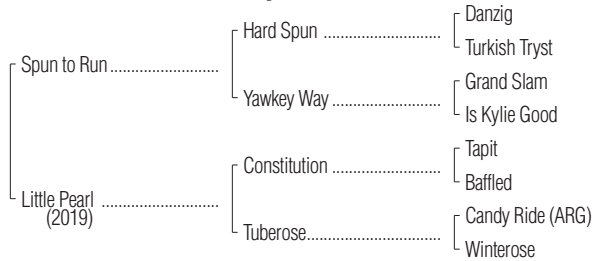 Danzig
Hard Spun ..............................
Turkish Tryst
Spun to Run............................
Grand Slam
Yawkey Way ............................
Is Kylie Good
Tapit
Constitution ............................
Baffled
Little Pearl ..............................
(2019)
Candy Ride (ARG)
Tuberose..................................
Winterose